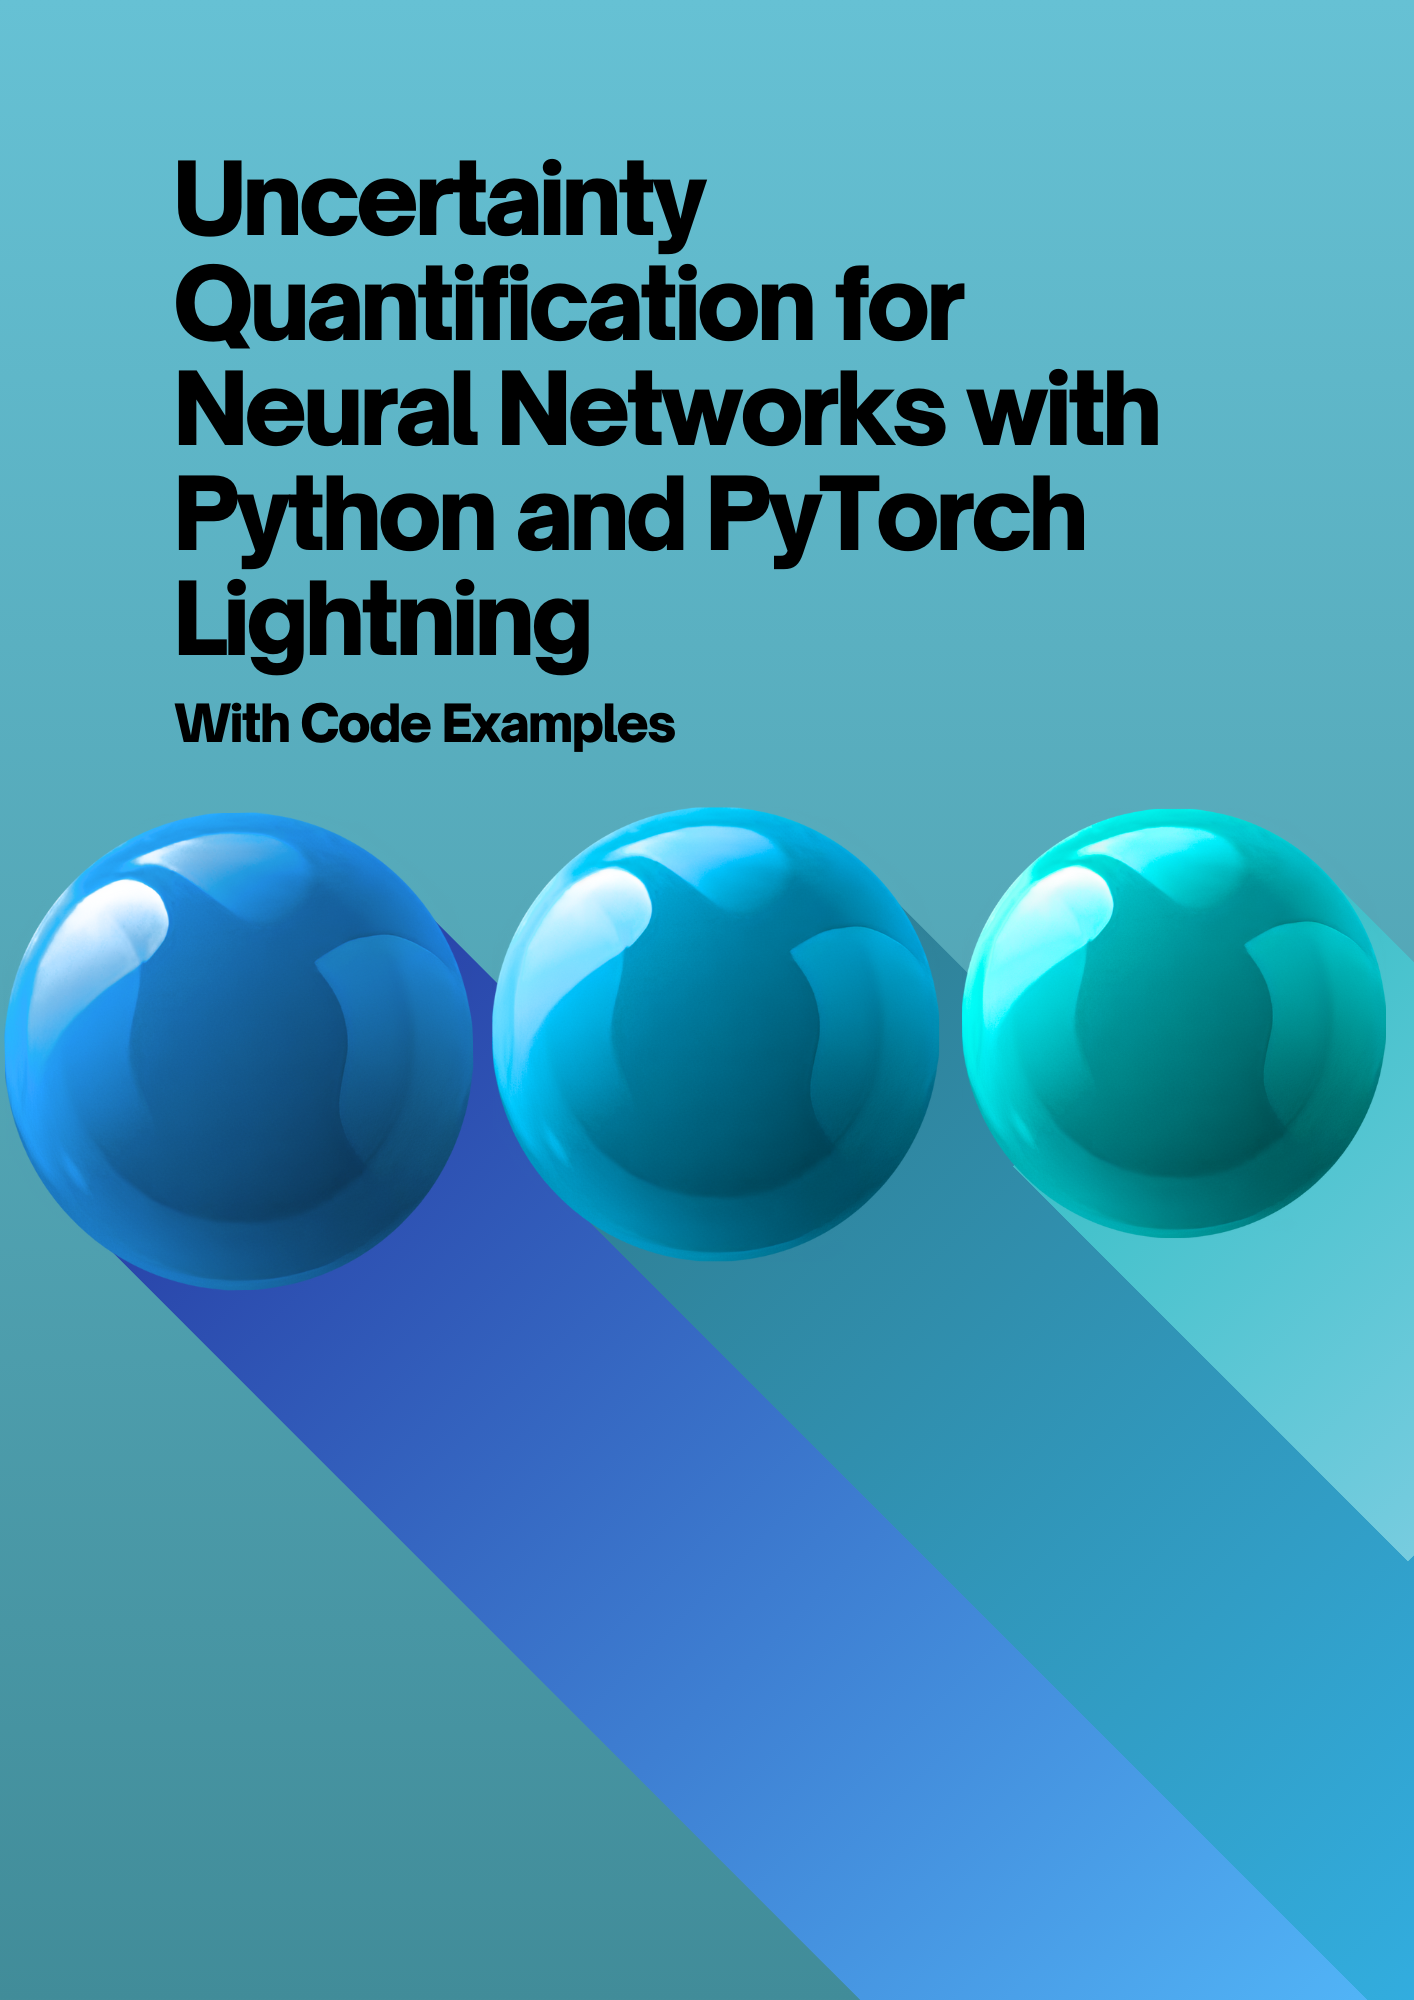 Uncertainty
Quantification for
Neural Networks with
Python and PyTorch
Lightning
With Code Examples